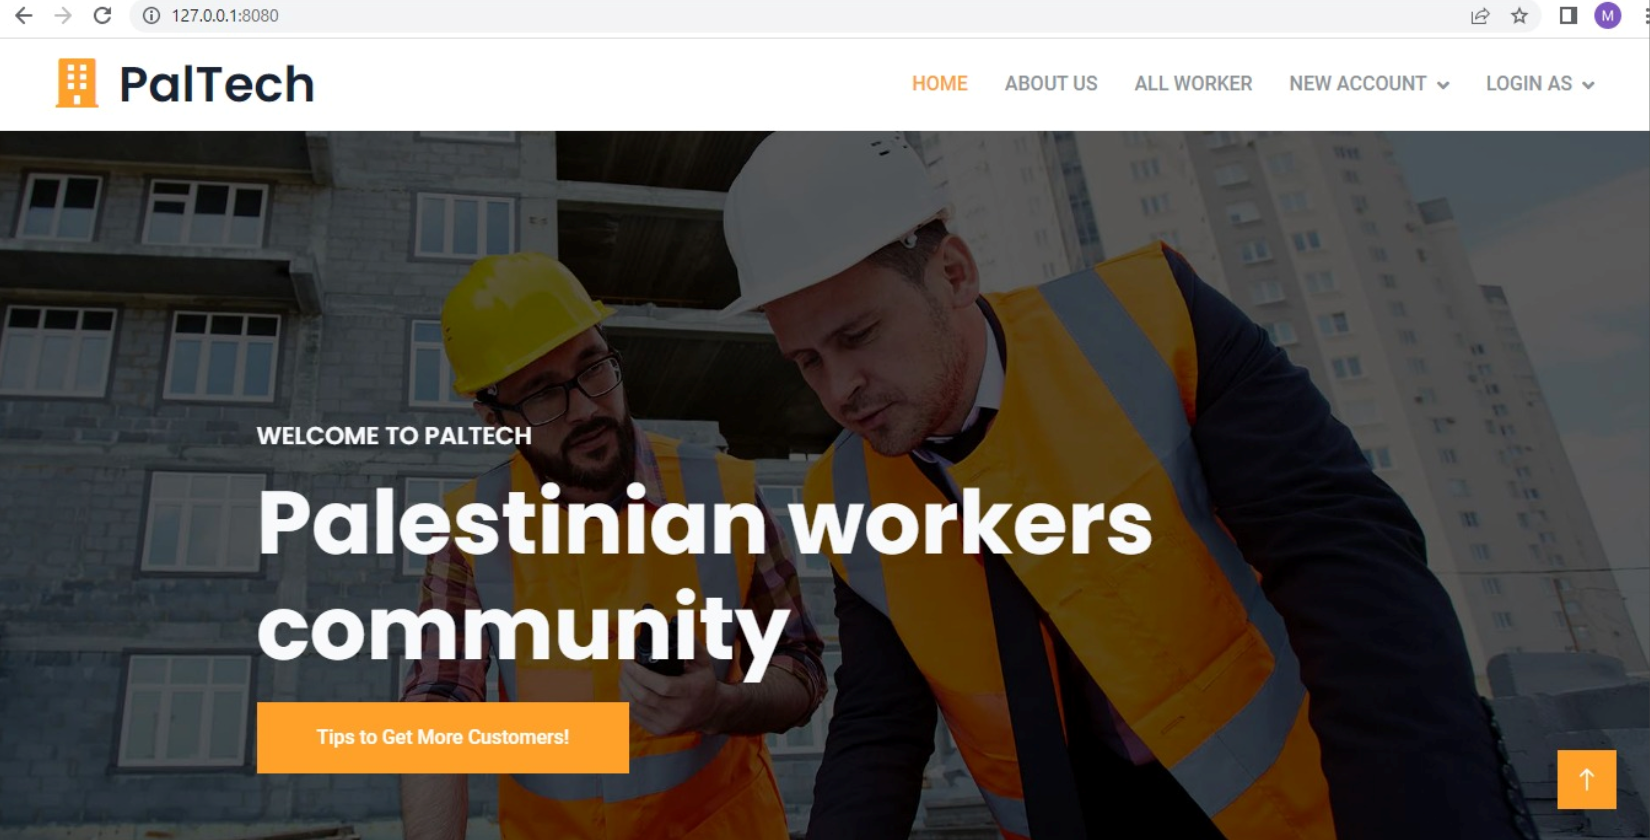 127.0.0.1:8080
M
PalTech
HOME ABOUT US ALL WORKER NEW ACCOUNT LOGIN AS
WELCOME TO PALTECH
Palestinian workers
community
Tips to Get More Customers!